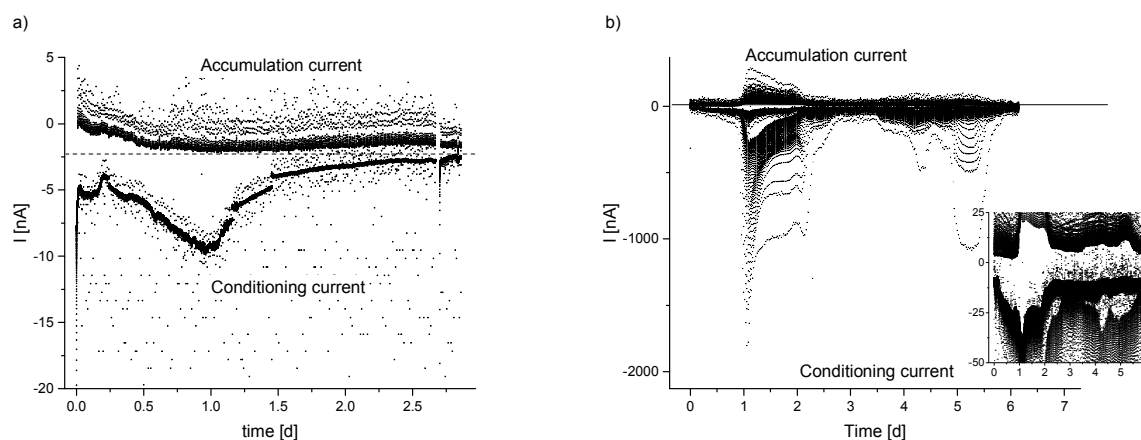 a)
Accumulation current
5
0
-5
-10
-15
-20
I [nA]
Conditioning current
0.0 0.5 1.0 1.5 2.0 2.5
time [d]
b)
Accumulation current
0
-1000
-2000
I [nA]
Conditioning current
0 1 2 3 4 5 6 7
Time [d]
25
0
-25
-50
0 1 2 3 4 5